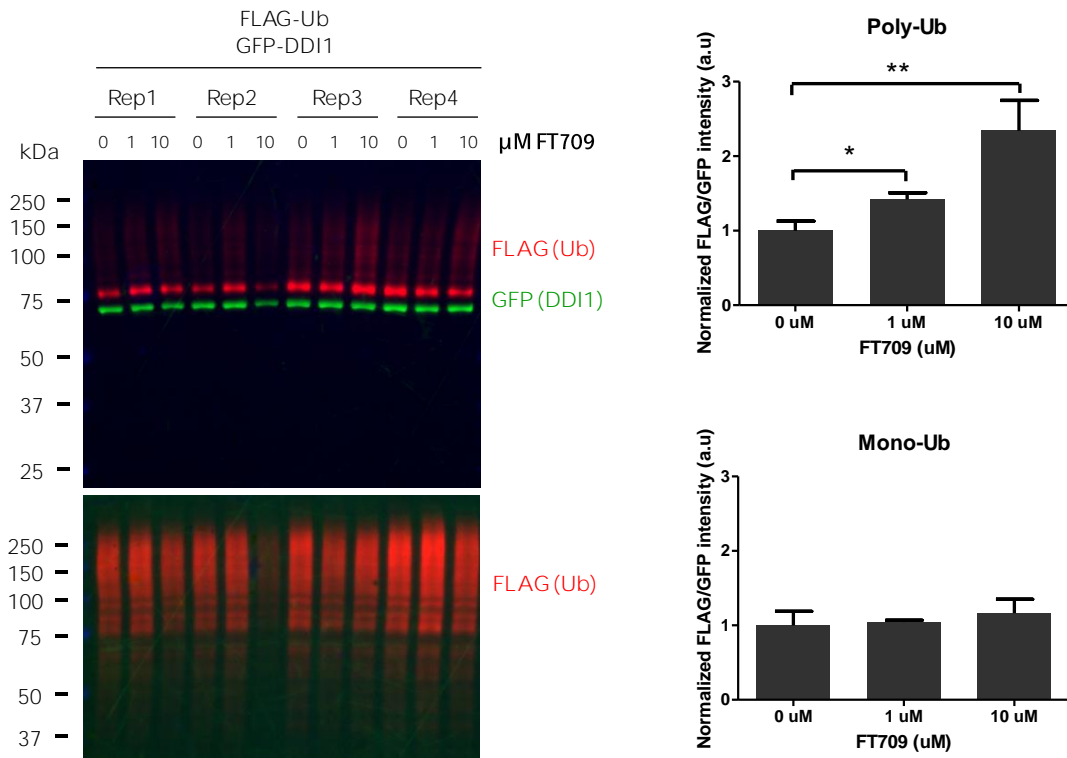 FLAG-Ub
GFP-DDI1
Rep1 Rep2 Rep3 Rep4
0 1 10 0 1 10 0 1 10 0 1 10 µM FT709
kDa
250
150
100
75
50
37
25
FLAG (Ub)
GFP (DDI1)
250
150
100
75
50
37
FLAG (Ub)
Poly-Ub
Normalized FLAG/GFP intensity (a.u)
3
2
1
0
*
**
0 uM 1 uM 10 uM
FT709 (uM)
Mono-Ub
Normalized FLAG/GFP intensity (a.u)
3
2
1
0
0 uM 1 uM 10 uM
FT709 (uM)